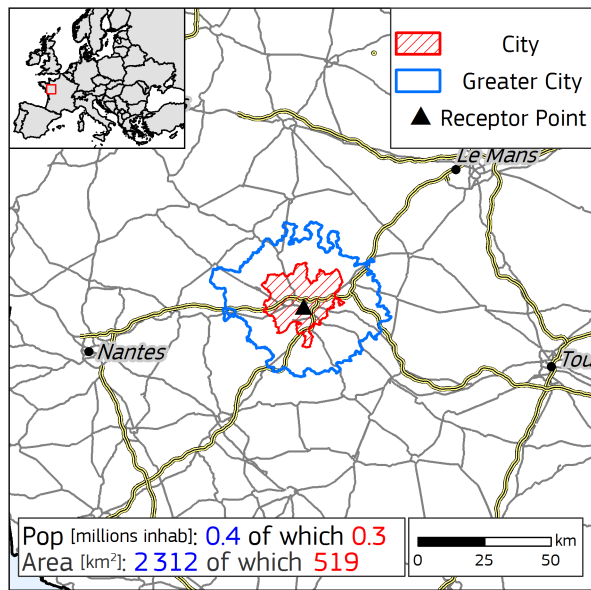 City
Greater City
Receptor Point
Le Mans
Nantes
Tou
Pop [millions inhab]: 0.4 of which 0.3
Area [km²]: 2 312 of which 519
km
0 25 50